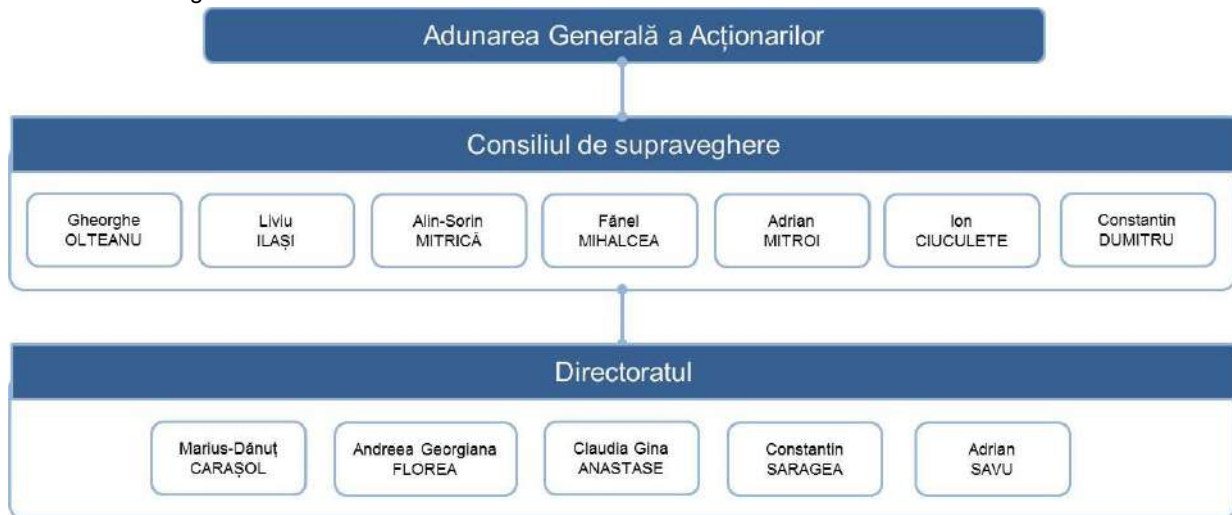 Adunarea Generală a Acționarilor
Consiliul de supraveghere
Gheorghe
OLTEANU
Liviu
ILAȘI
Alin-Sorin
MITRICĂ
Fănel
MIHALCEA
Adrian
MITROI
Ion
CIUCULETE
Constantin
DUMITRU
Directoratul
Marius-Dănuț
CARAȘOL
Andreea Georgiana
FLOREA
Claudia Gina
ANASTASE
Constantin
SARAGEA
Adrian
SAVU